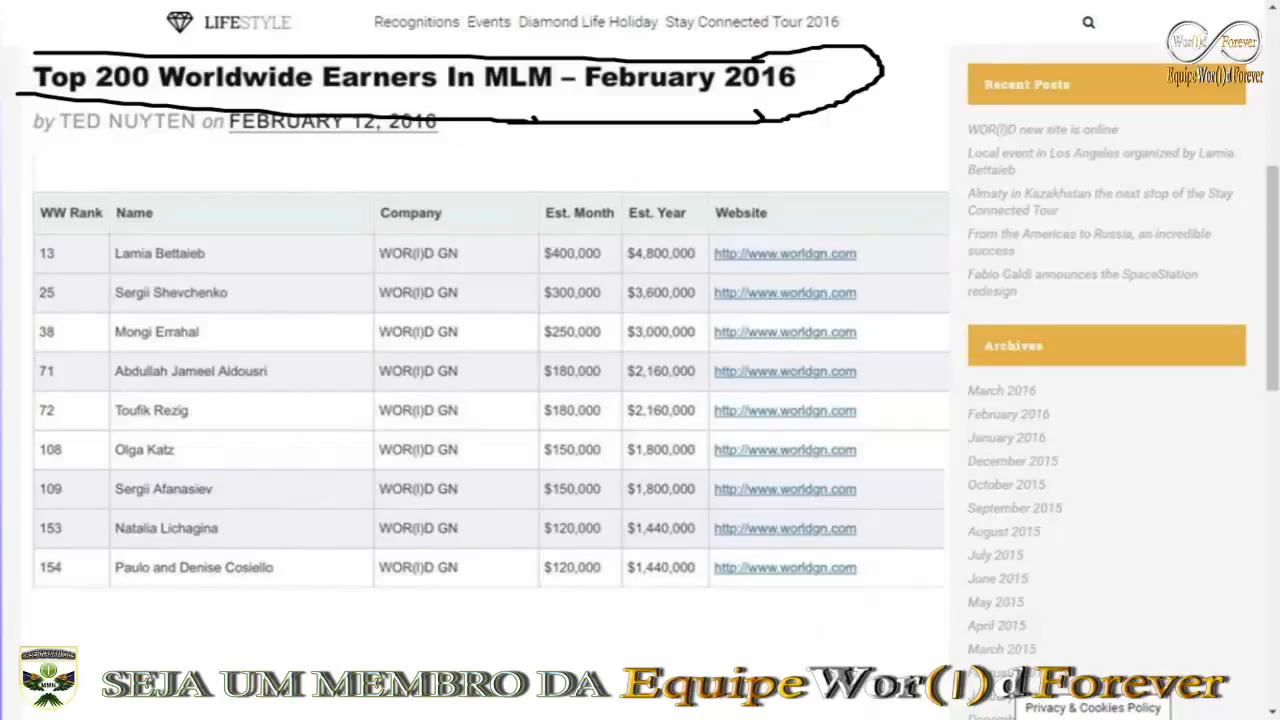 LIFESTYLE Recognitions Events Diamond Life Holiday Stay Connected Tour 2016
Wor(l)d Forever
Equipe Wor(l)d Forever
Top 200 Worldwide Earners In MLM – February 2016
by TED NUYTEN on FEBRUARY 12, 2016
WW Rank Name Company Est. Month Est. Year Website
13 Lamia Bettaieb WOR(l)D GN $400,000 $4,800,000 http://www.worldgn.com
25 Sergii Shevchenko WOR(l)D GN $300,000 $3,600,000 http://www.worldgn.com
38 Mongi Errahal WOR(l)D GN $250,000 $3,000,000 http://www.worldgn.com
71 Abdullah Jameel Aldousri WOR(l)D GN $180,000 $2,160,000 http://www.worldgn.com
72 Toufik Rezig WOR(l)D GN $180,000 $2,160,000 http://www.worldgn.com
108 Olga Katz WOR(l)D GN $150,000 $1,800,000 http://www.worldgn.com
109 Sergii Afanasiev WOR(l)D GN $150,000 $1,800,000 http://www.worldgn.com
153 Natalia Lichagina WOR(l)D GN $120,000 $1,440,000 http://www.worldgn.com
154 Paulo and Denise Cosiello WOR(l)D GN $120,000 $1,440,000 http://www.worldgn.com
Recent Posts
WOR(l)D new site is online
Local event in Los Angeles organized by Lamia
Bettaieb
Almaty in Kazakhstan the next stop of the Stay
Connected Tour
From the Americas to Russia, an incredible
success
Fabio Galdi announces the SpaceStation
redesign
Archives
March 2016
February 2016
January 2016
December 2015
October 2015
September 2015
August 2015
July 2015
June 2015
May 2015
April 2015
March 2015
Privacy & Cookies Policy
MMN
SEJA UM MEMBRO DA Equipe Wor(l)d Forever